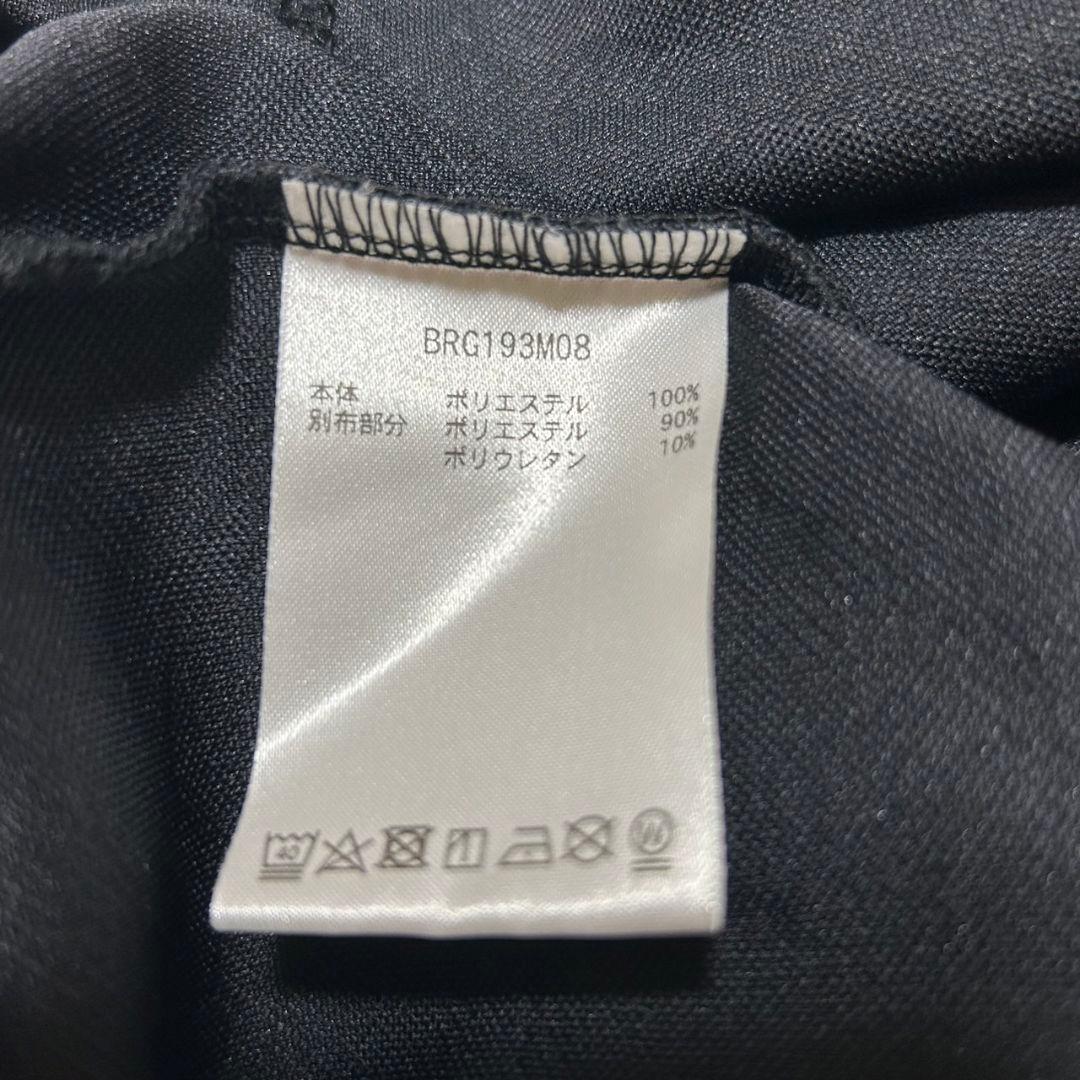 BRG193M08
本体 ポリエステル 100%
別布部分 ポリエステル 90%
ポリウレタン 10%
40 W